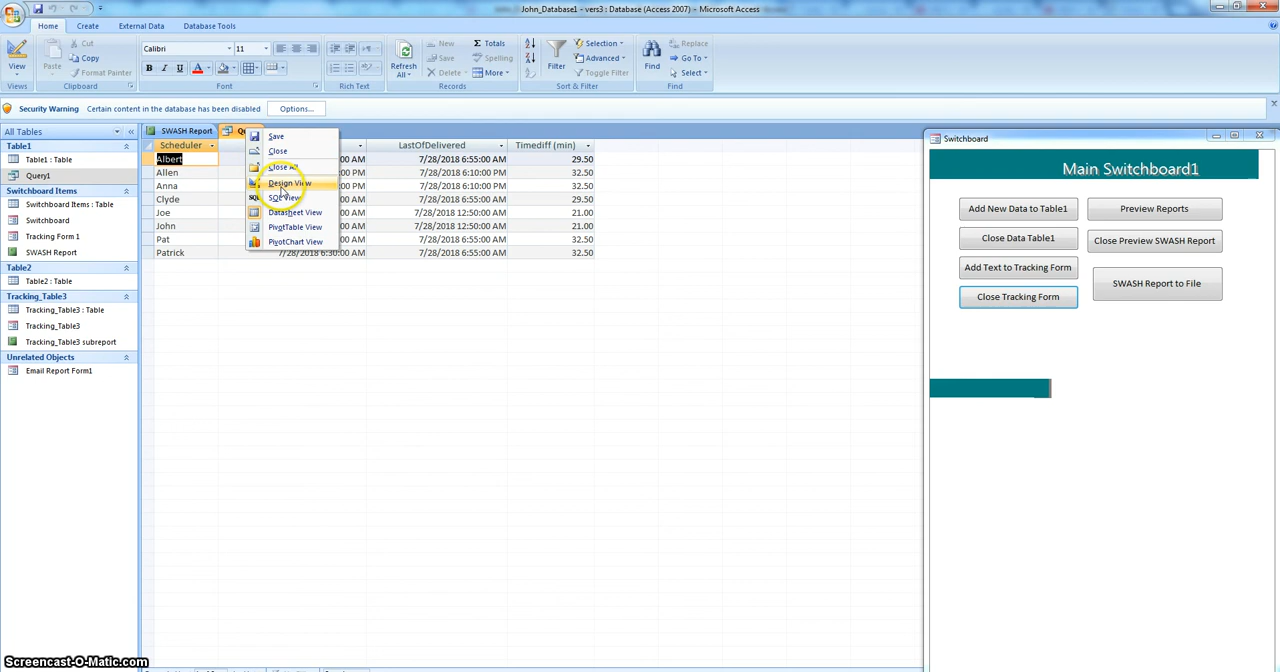 John_Database1 - vers3 : Database (Access 2007) - Microsoft Access
Home Create External Data Database Tools
View Paste Cut Copy Format Painter
Calibri 11
B I U A
Refresh All New Save Delete Totals Spelling More
Filter Selection Advanced Toggle Filter
Find Replace Go To Select
Views Clipboard Font Rich Text Records Sort & Filter Find
Security Warning Certain content in the database has been disabled Options...
All Tables
Table1
Table1 : Table
Query1
Switchboard Items
Switchboard Items : Table
Switchboard
Tracking Form 1
SWASH Report
Table2
Table2 : Table
Tracking_Table3
Tracking_Table3 : Table
Tracking_Table3
Tracking_Table3 subreport
Unrelated Objects
Email Report Form1
SWASH Report
Scheduler LastOfDelivered Timediff (min)
Albert AM 7/28/2018 6:55:00 AM 29.50
Allen AM 7/28/2018 6:10:00 PM 32.50
Anna AM 7/28/2018 6:10:00 PM 32.50
Clyde AM 7/28/2018 6:55:00 AM 29.50
Joe AM 7/28/2018 12:50:00 AM 21.00
John AM 7/28/2018 12:50:00 AM 21.00
Pat AM 7/28/2018 6:55:00 AM 32.50
Patrick 7/28/2018 6:30:00 AM 7/28/2018 6:55:00 AM 32.50
Save
Close
Close All
Design View
SQL View
Datasheet View
PivotTable View
PivotChart View
Switchboard
Main Switchboard1
Add New Data to Table1 Preview Reports
Close Data Table1 Close Preview SWASH Report
Add Text to Tracking Form
SWASH Report to File
Close Tracking Form
Screencast-O-Matic.com